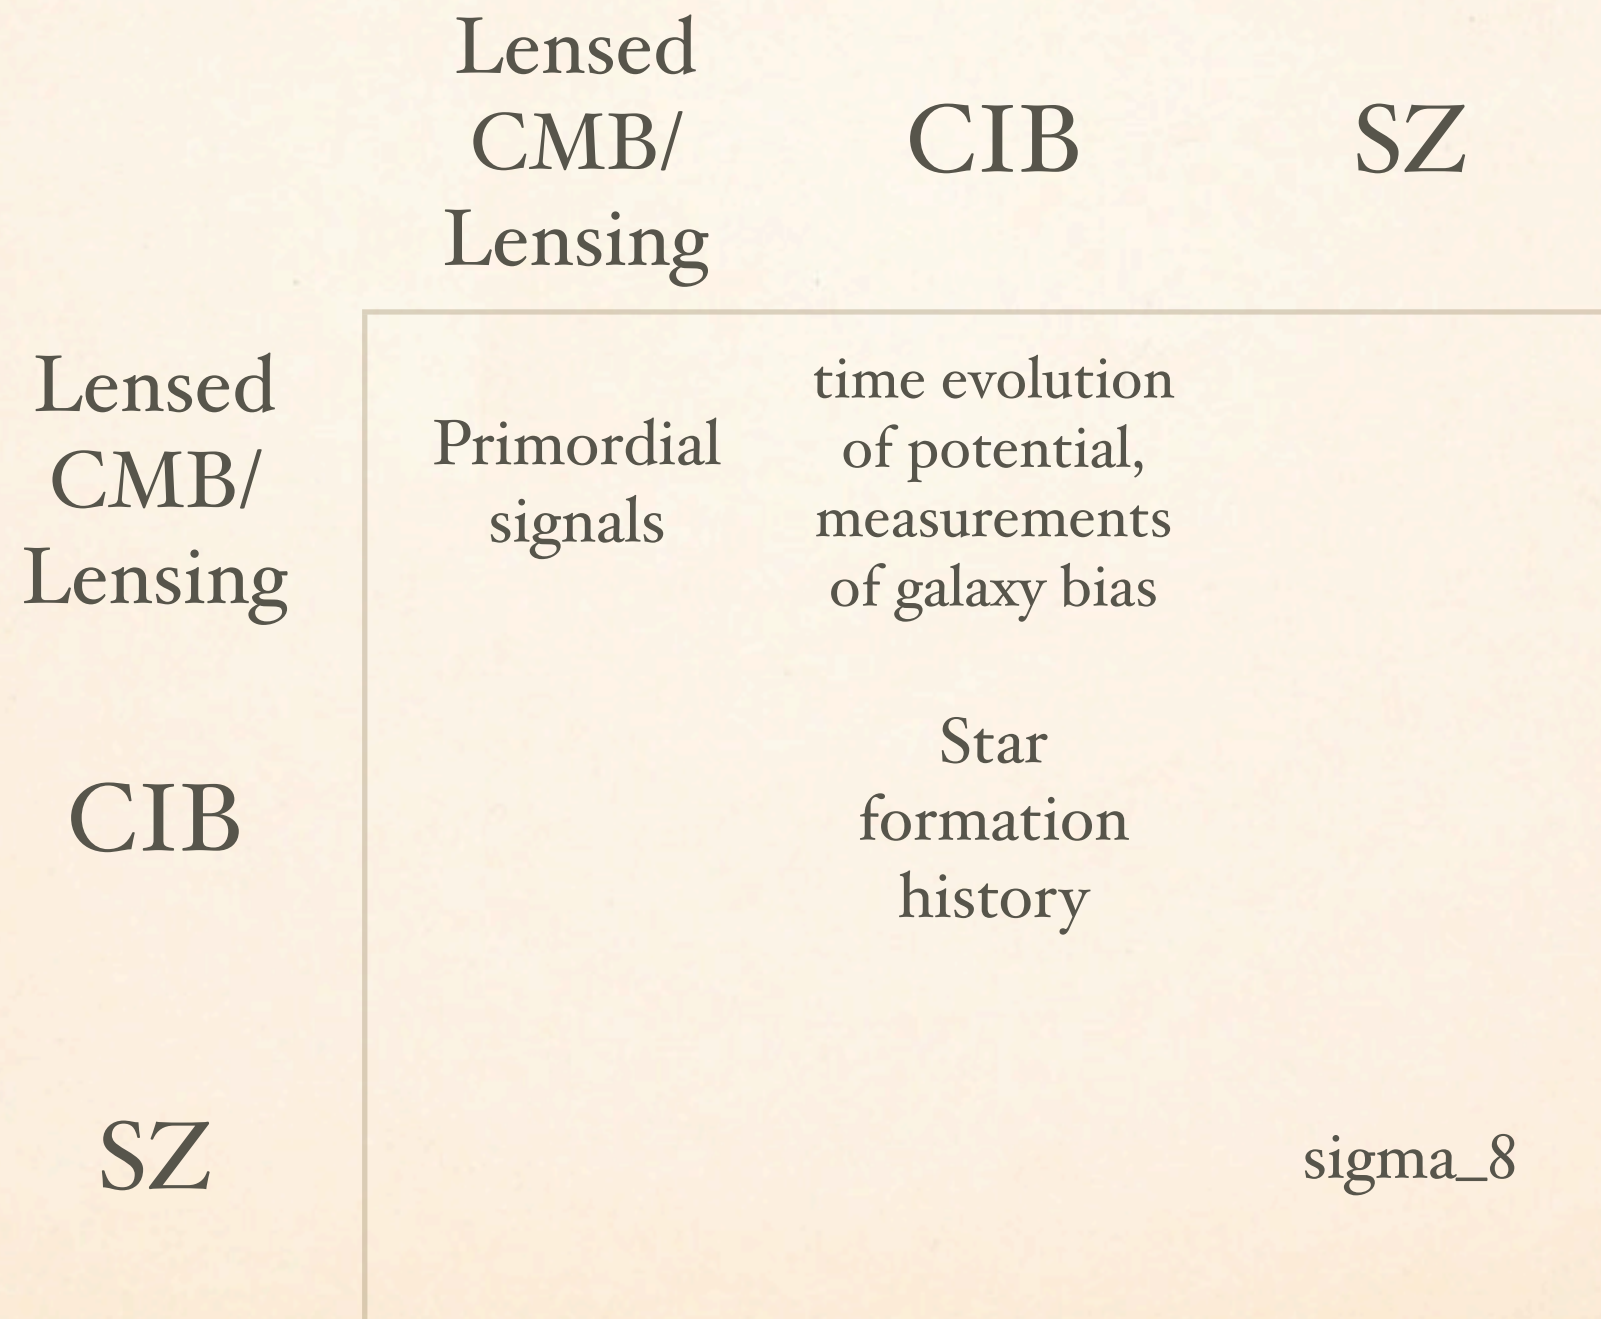 Lensed
CMB/
Lensing
CIB
SZ
Lensed
CMB/
Lensing
Primordial
signals
time evolution
of potential,
measurements
of galaxy bias
CIB
Star
formation
history
SZ
sigma_8